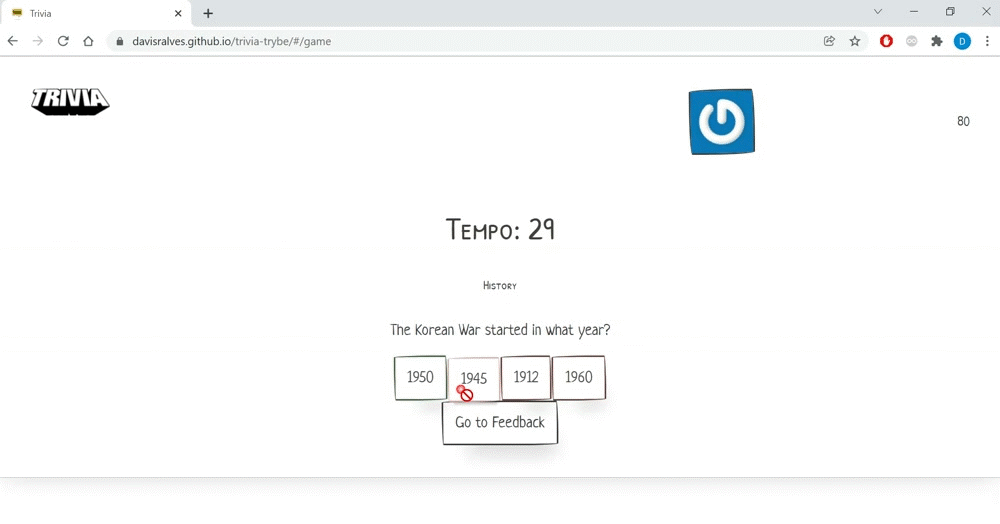 Trivia
davisralves.github.io/trivia-trybe/#/game
D
TRIVIA
80
Tempo: 29
History
The Korean War started in what year?
1950 1945 1912 1960
Go to Feedback